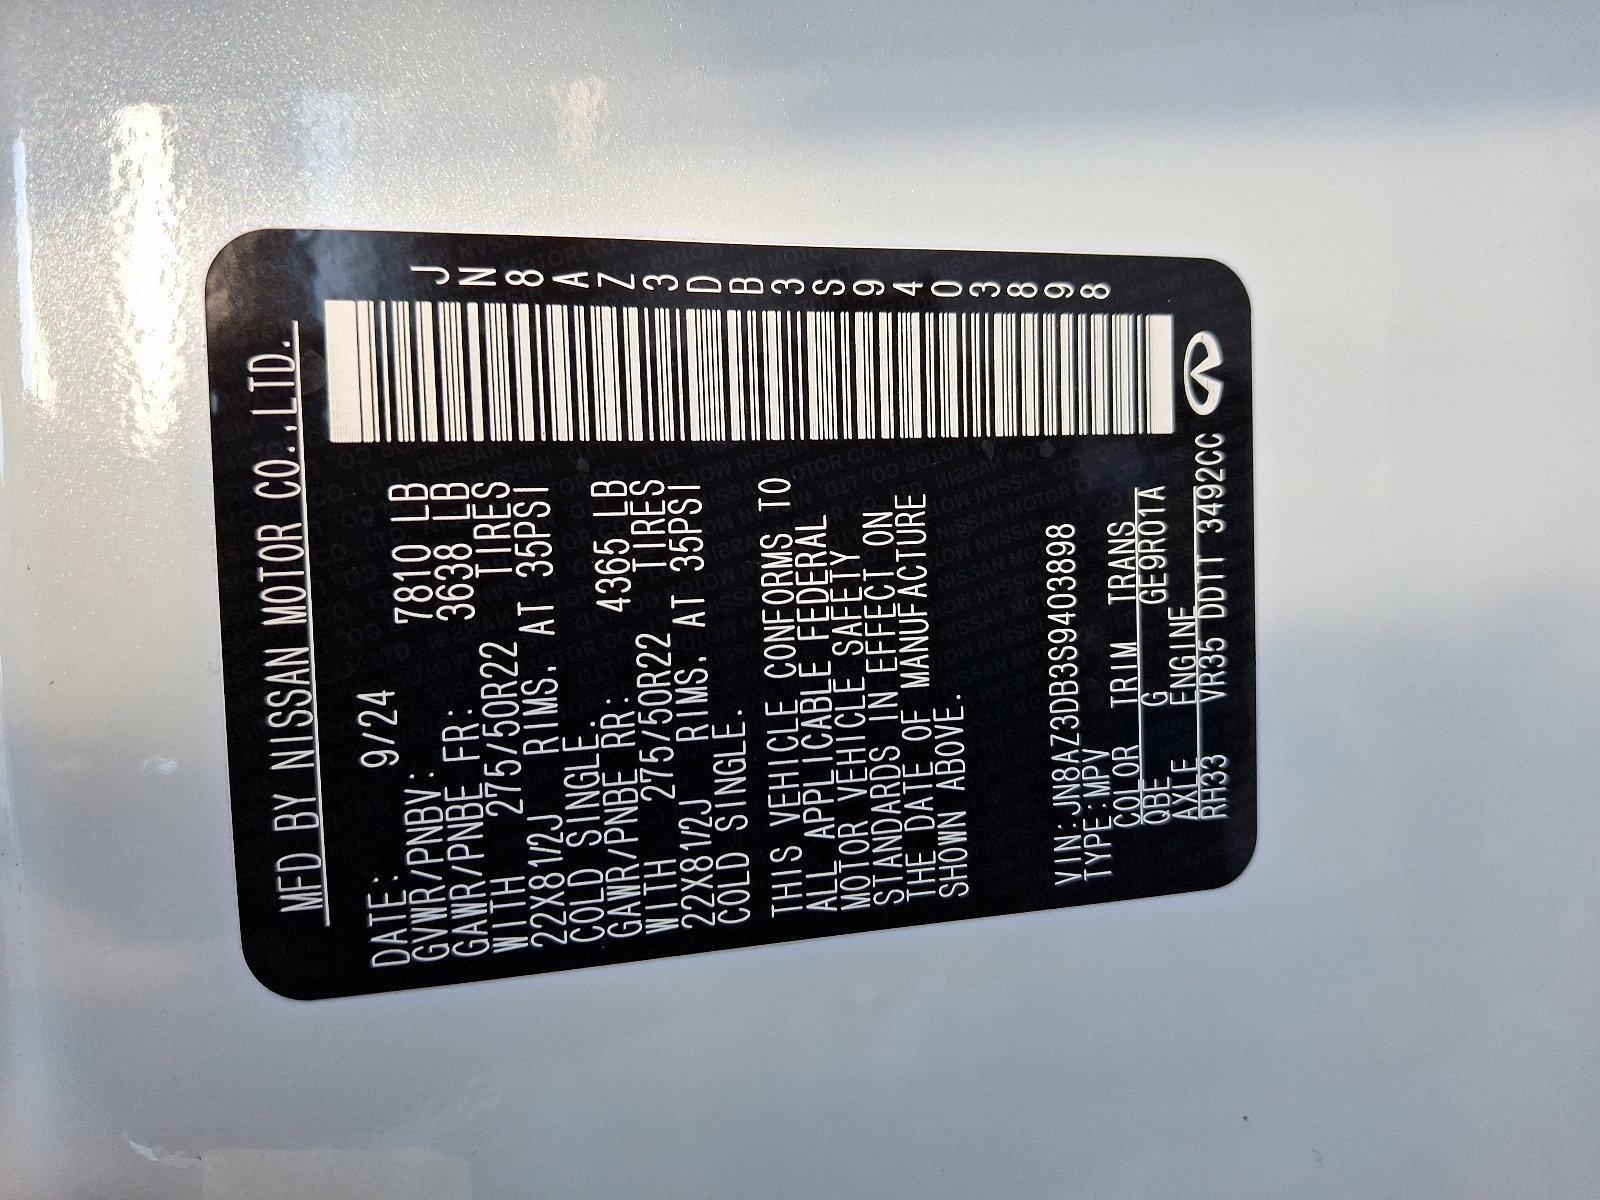 MFD BY NISSAN MOTOR CO.,LTD.
DATE: 9/24
GVWR/PNBV: 7810 LB
GAWR/PNBE FR: 3638 LB
WITH 275/50R22 TIRES
22X8 1/2J RIMS, AT 35PSI
COLD SINGLE.
GAWR/PNBE RR: 4365 LB
WITH 275/50R22 TIRES
22X8 1/2J RIMS, AT 35PSI
COLD SINGLE.
THIS VEHICLE CONFORMS TO
ALL APPLICABLE FEDERAL
MOTOR VEHICLE SAFETY
STANDARDS IN EFFECT ON
THE DATE OF MANUFACTURE
SHOWN ABOVE.
VIN:JN8AZ3DB3S9403898
TYPE:MPV
COLOR TRIM TRANS
QBE G GE9R01A
AXLE ENGINE
RH33 VR35 DDTT 3492CC
JN8AZ3DB3S9403898